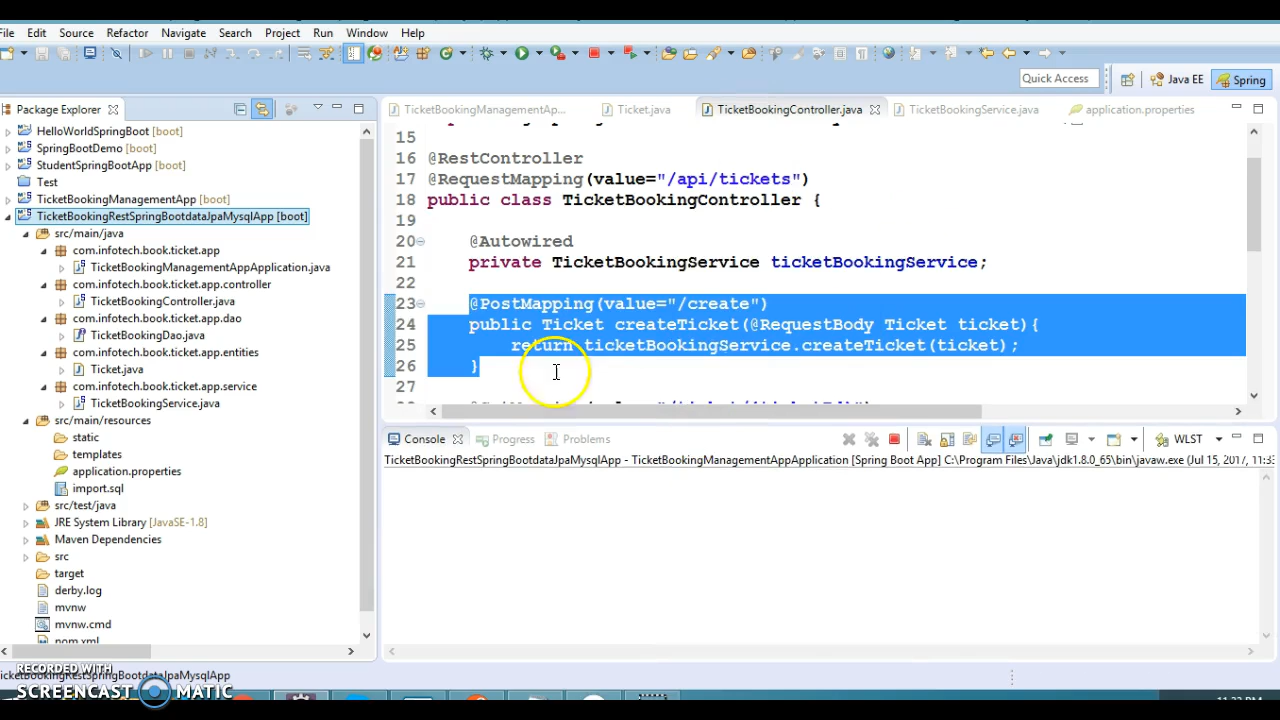 File Edit Source Refactor Navigate Search Project Run Window Help
Quick Access Java EE Spring
Package Explorer
HelloWorldSpringBoot [boot]
SpringBootDemo [boot]
StudentSpringBootApp [boot]
Test
TicketBookingManagementApp [boot]
TicketBookingRestSpringBootdataJpaMysqlApp [boot]
src/main/java
com.infotech.book.ticket.app
TicketBookingManagementAppApplication.java
com.infotech.book.ticket.app.controller
TicketBookingController.java
com.infotech.book.ticket.app.dao
TicketBookingDao.java
com.infotech.book.ticket.app.entities
Ticket.java
com.infotech.book.ticket.app.service
TicketBookingService.java
src/main/resources
static
templates
application.properties
import.sql
src/test/java
JRE System Library [JavaSE-1.8]
Maven Dependencies
src
target
derby.log
mvnw
mvnw.cmd
pom.xml
TicketBookingManagementAp... Ticket.java TicketBookingController.java TicketBookingService.java application.properties
15
16 @RestController
17 @RequestMapping(value="/api/tickets")
18 public class TicketBookingController {
19
20 @Autowired
21 private TicketBookingService ticketBookingService;
22
23 @PostMapping(value="/create")
24 public Ticket createTicket(@RequestBody Ticket ticket){
25 return ticketBookingService.createTicket(ticket);
26 }
27
Console Progress Problems WLST
TicketBookingRestSpringBootdataJpaMysqlApp - TicketBookingManagementAppApplication [Spring Boot App] C:\Program Files\Java\jdk1.8.0_65\bin\javaw.exe (Jul 15, 2017, 11:3
TicketBookingRestSpringBootdataJpaMysqlApp
RECORDED WITH
SCREENCAST MATIC